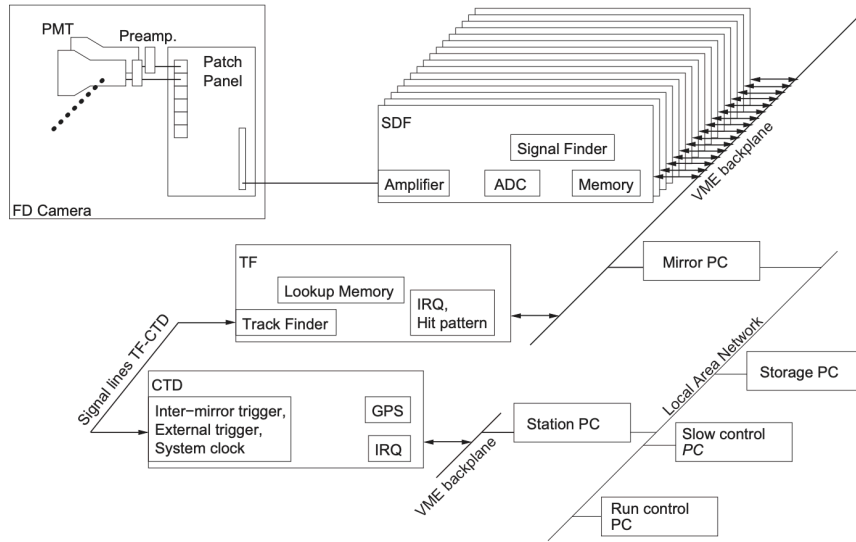 PMT
Preamp.
Patch
Panel
FD Camera
SDF
Signal Finder
Amplifier
ADC
Memory
VME backplane
TF
Lookup Memory
Track Finder
IRQ,
Hit pattern
Mirror PC
Signal lines TF-CTD
CTD
Inter-mirror trigger,
External trigger,
System clock
GPS
IRQ
VME backplane
Station PC
Local Area Network
Storage PC
Slow control
PC
Run control
PC